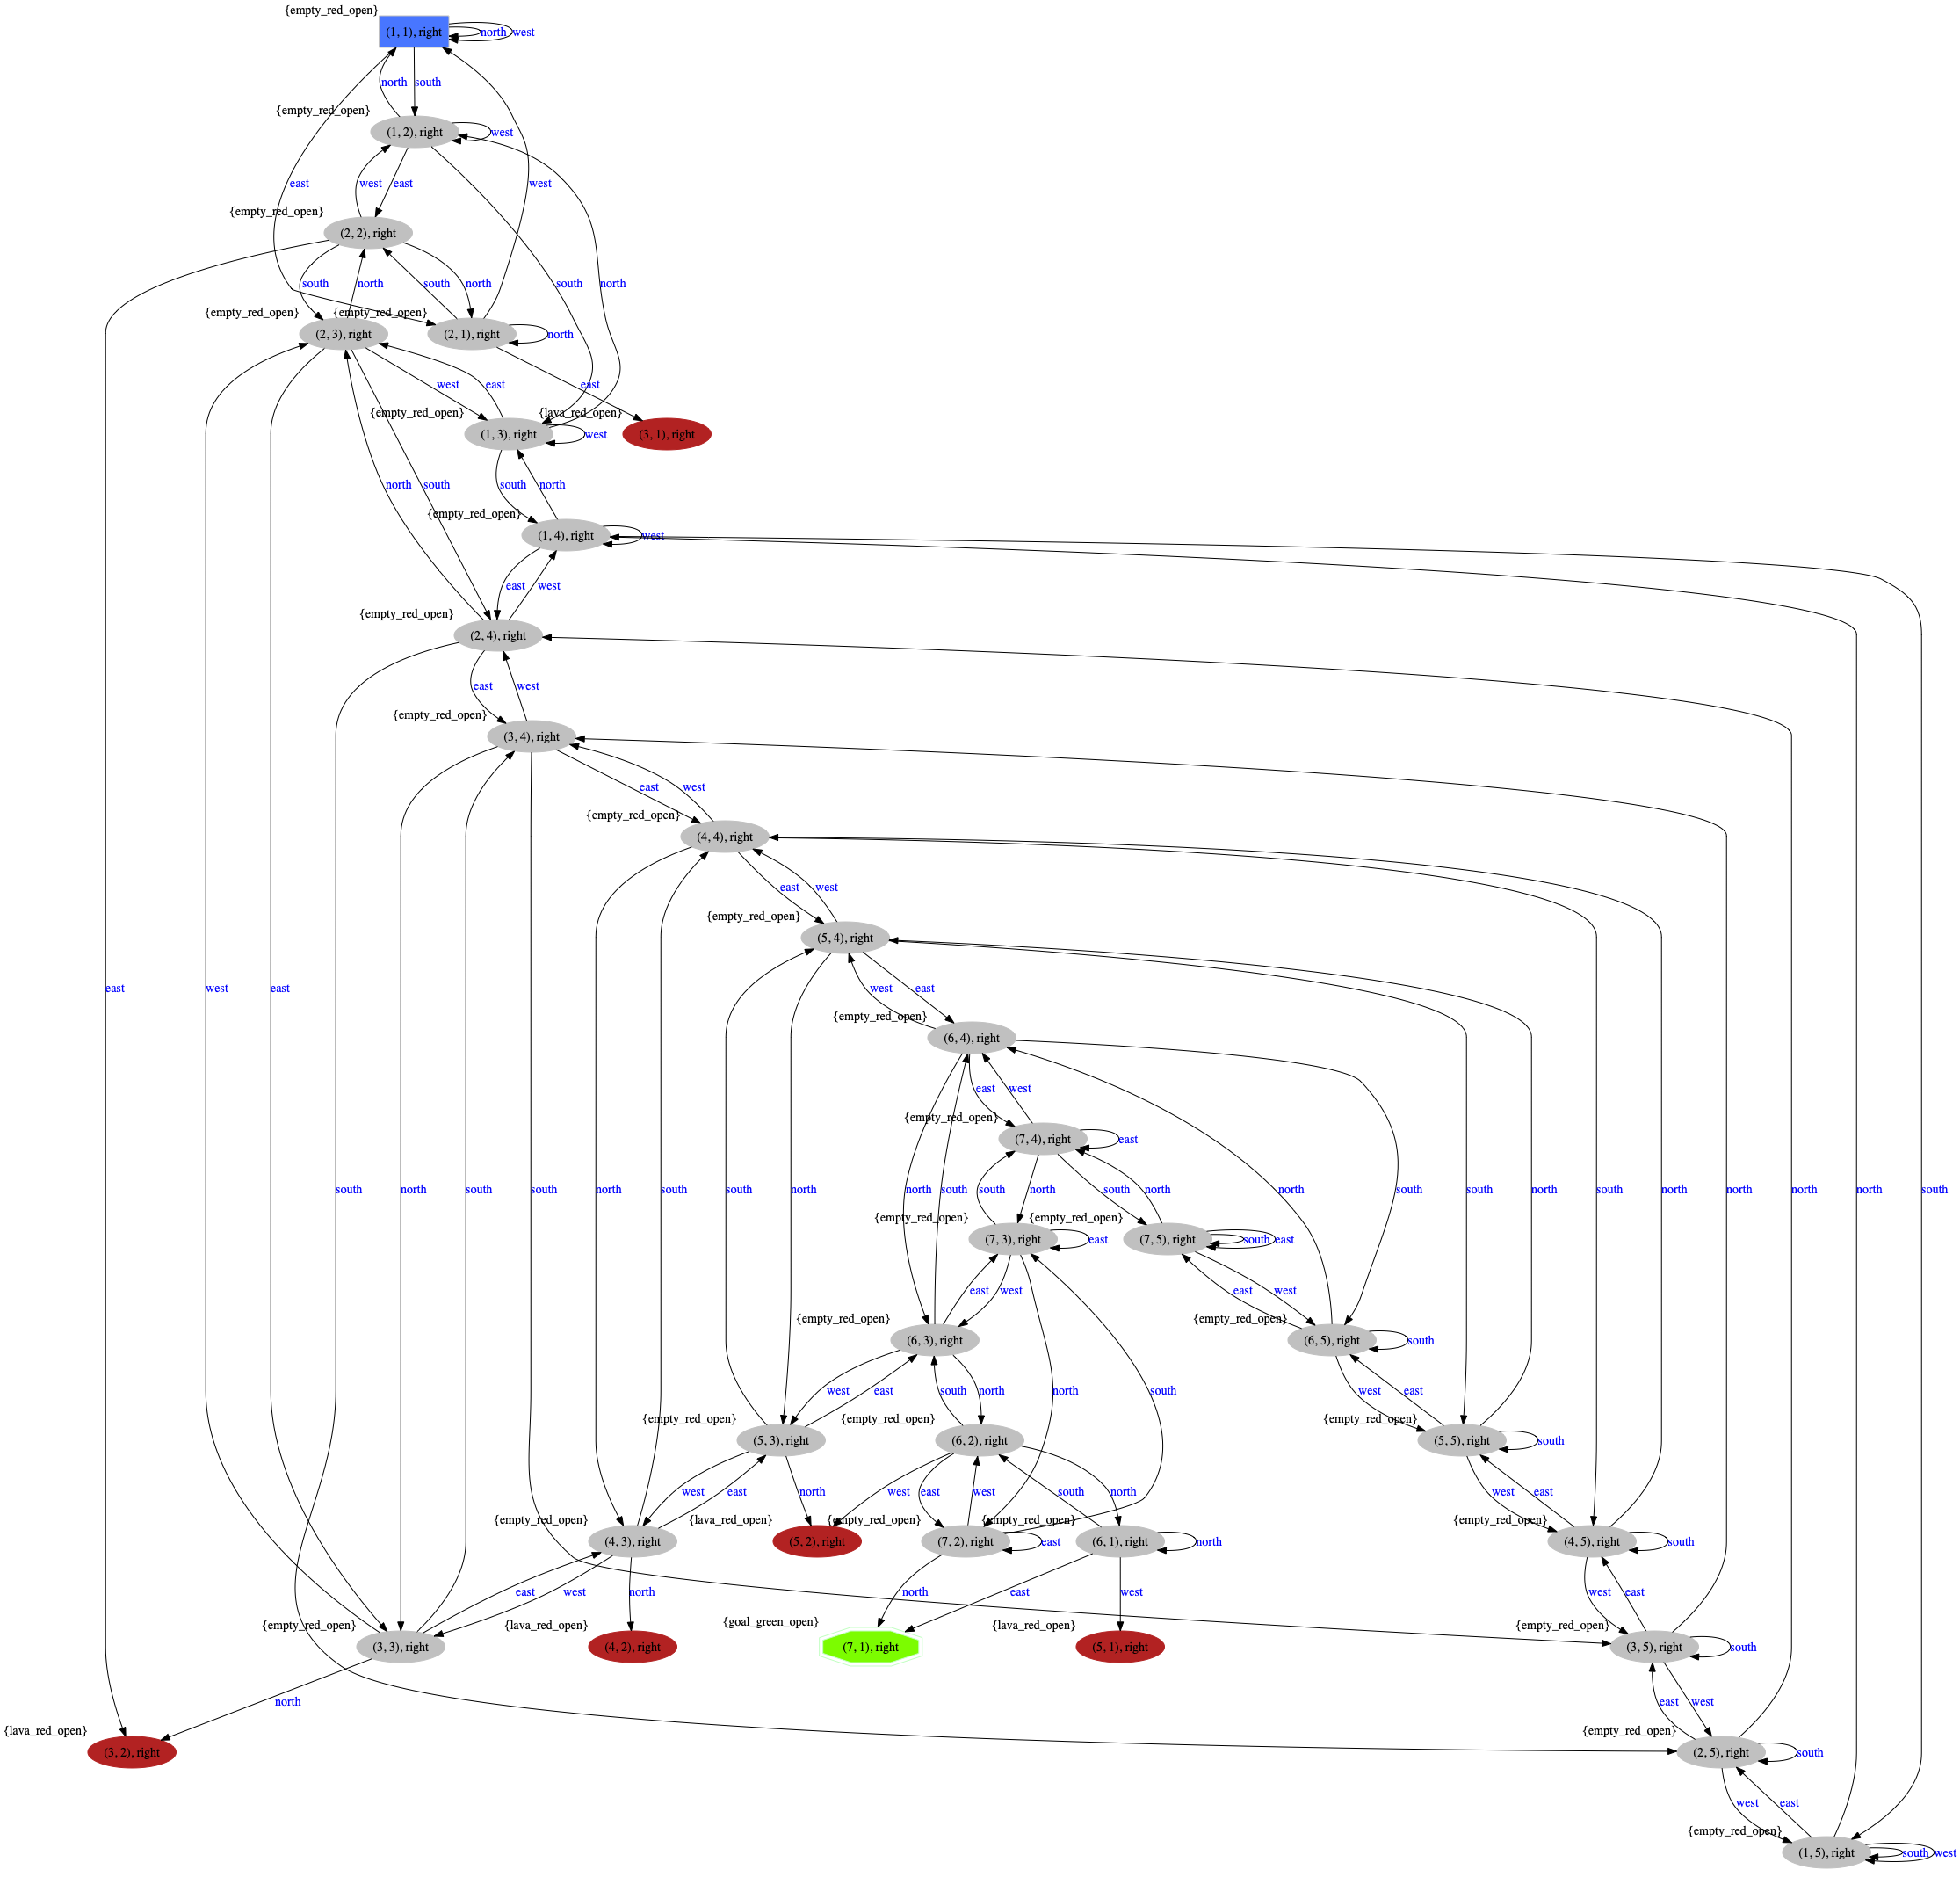 {empty_red_open}
(1, 1), right
north
west
north
south
{empty_red_open}
(1, 2), right
west
east
west
east
west
{empty_red_open}
(2, 2), right
south
north
south
north
south
north
{empty_red_open}
{empty_red_open}
(2, 3), right
(2, 1), right
north
west
east
east
{empty_red_open}
{lava_red_open}
(1, 3), right
west
(3, 1), right
north
south
south
north
{empty_red_open}
(1, 4), right
west
east
west
{empty_red_open}
(2, 4), right
east
west
{empty_red_open}
(3, 4), right
east
west
{empty_red_open}
(4, 4), right
east
west
{empty_red_open}
(5, 4), right
east
west
east
west
east
{empty_red_open}
(6, 4), right
east
west
{empty_red_open}
(7, 4), right
east
south
north
south
south
north
south
south
north
north
south
north
south
north
north
south
south
north
south
north
north
north
north
south
{empty_red_open}
{empty_red_open}
(7, 3), right
east
(7, 5), right
south
east
east
west
east
west
{empty_red_open}
{empty_red_open}
(6, 3), right
(6, 5), right
south
west
east
south
north
north
south
west
east
{empty_red_open}
{empty_red_open}
{empty_red_open}
(5, 3), right
(6, 2), right
(5, 5), right
south
west
east
north
west
east
west
south
north
west
east
{empty_red_open}
{lava_red_open}
{empty_red_open}
{empty_red_open}
{empty_red_open}
(4, 3), right
(5, 2), right
(7, 2), right
east
(6, 1), right
north
(4, 5), right
south
east
west
north
north
east
west
west
east
{empty_red_open}
{lava_red_open}
{goal_green_open}
{lava_red_open}
{empty_red_open}
(3, 3), right
(4, 2), right
(7, 1), right
(5, 1), right
(3, 5), right
south
north
east
west
{lava_red_open}
{empty_red_open}
(3, 2), right
(2, 5), right
south
west
east
{empty_red_open}
(1, 5), right
south
west